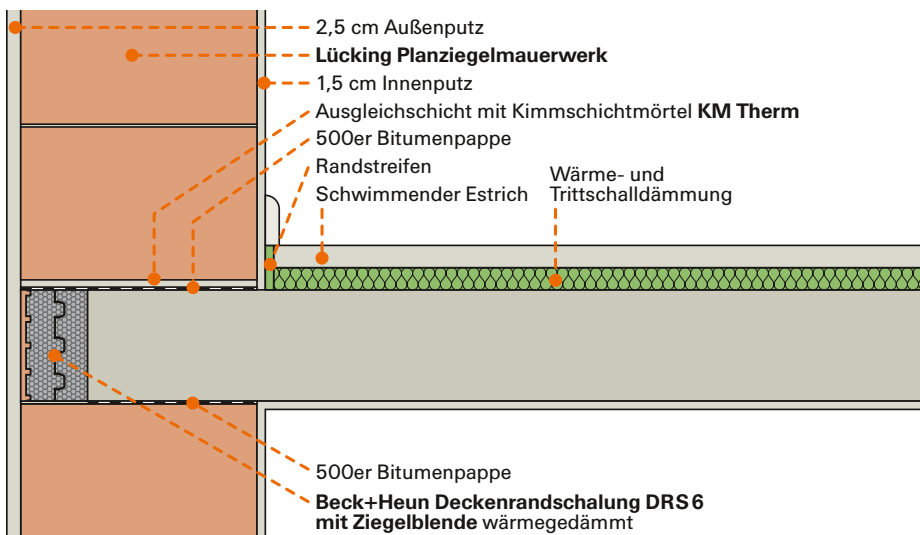 2,5 cm Außenputz
Lücking Planziegelmauerwerk
1,5 cm Innenputz
Ausgleichschicht mit Kimmschichtmörtel KM Therm
500er Bitumenpappe
Randstreifen
Schwimmender Estrich
Wärme- und
Trittschalldämmung
500er Bitumenpappe
Beck+Heun Deckenrandschalung DRS 6
mit Ziegelblende wärmegedämmt